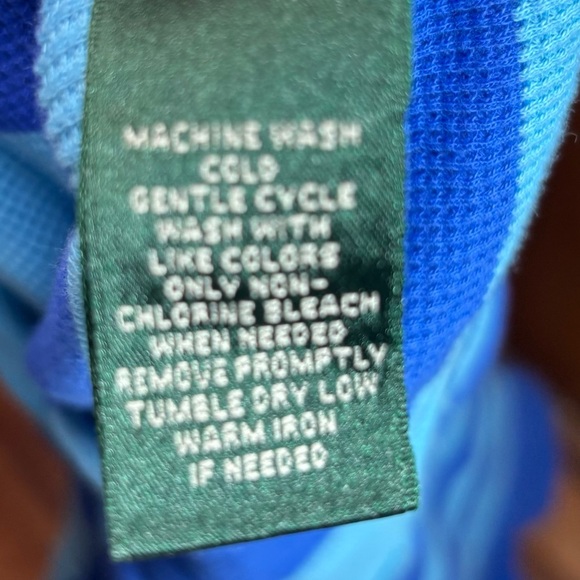 MACHINE WASH
COLD
GENTLE CYCLE
WASH WITH
LIKE COLORS
ONLY NON-
CHLORINE BLEACH
WHEN NEEDED
REMOVE PROMPTLY
TUMBLE DRY LOW
WARM IRON
IF NEEDED